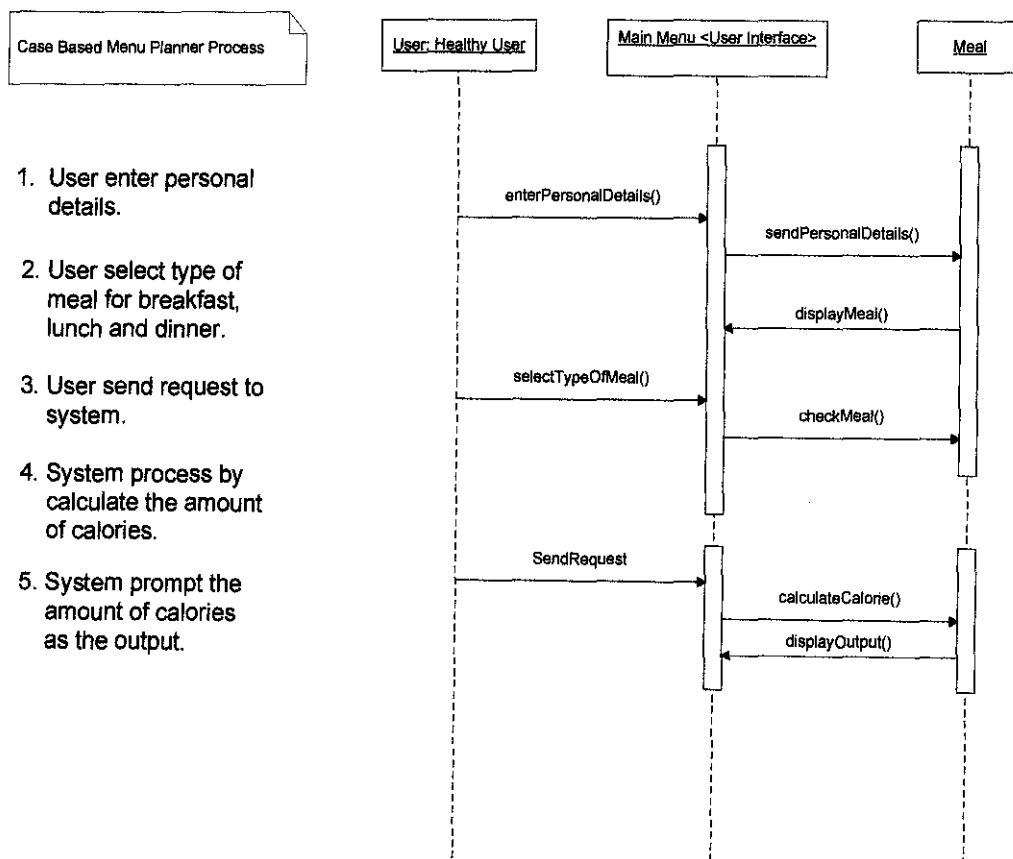 Case Based Menu Planner Process
User: Healthy User
Main Menu <User Interface>
Meal
1. User enter personal
details.
2. User select type of
meal for breakfast,
lunch and dinner.
3. User send request to
system.
4. System process by
calculate the amount
of calories.
5. System prompt the
amount of calories
as the output.
enterPersonalDetails()
sendPersonalDetails()
displayMeal()
selectTypeOfMeal()
checkMeal()
SendRequest
calculateCalorie()
displayOutput()